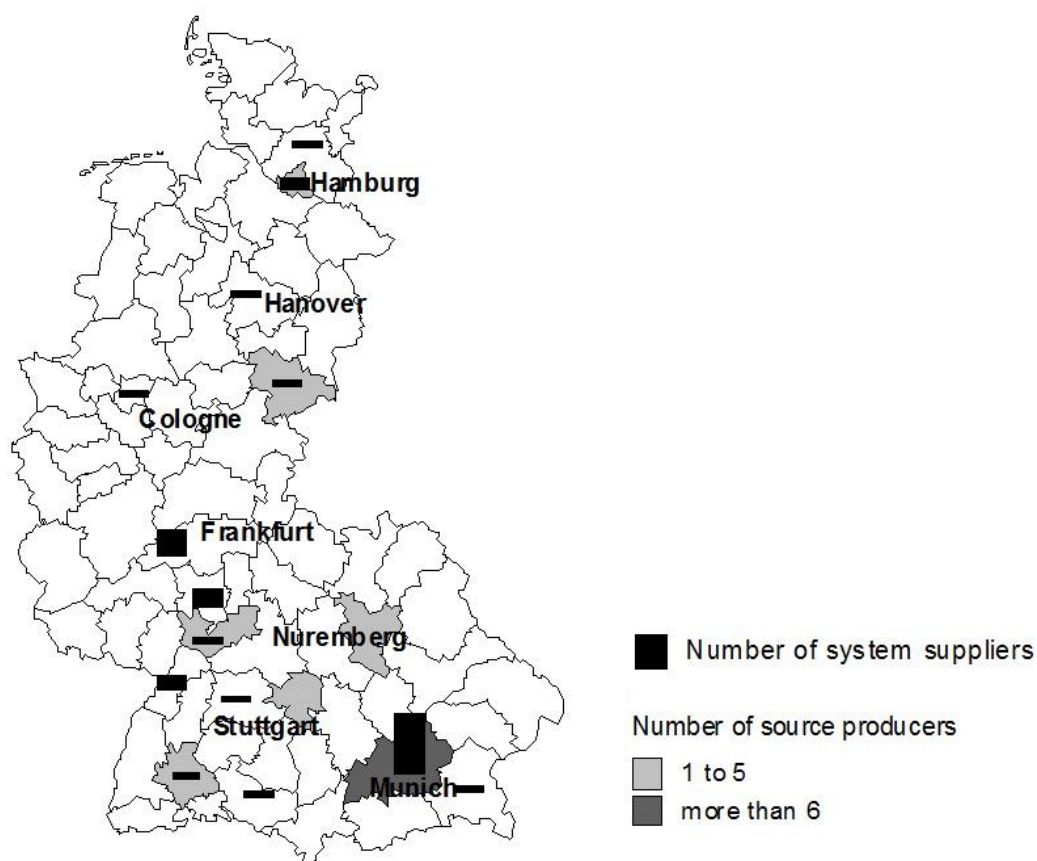 Hamburg
Hanover
Cologne
Frankfurt
Nuremberg
Number of system suppliers
Stuttgart
Number of source producers
1 to 5
Munich
more than 6